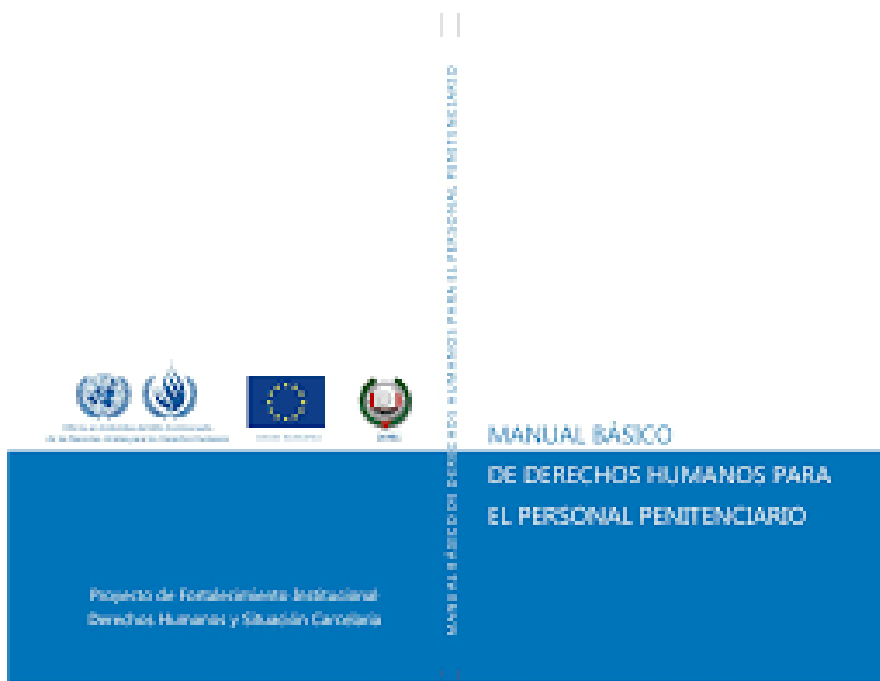 MANUAL BÁSICO DE DERECHOS HUMANOS PARA EL PERSONAL PENITENCIARIO
MANUAL BÁSICO
DE DERECHOS HUMANOS PARA
EL PERSONAL PENITENCIARIO
Proyecto de Fortalecimiento Institucional
Derechos Humanos y Situación Carcelaria